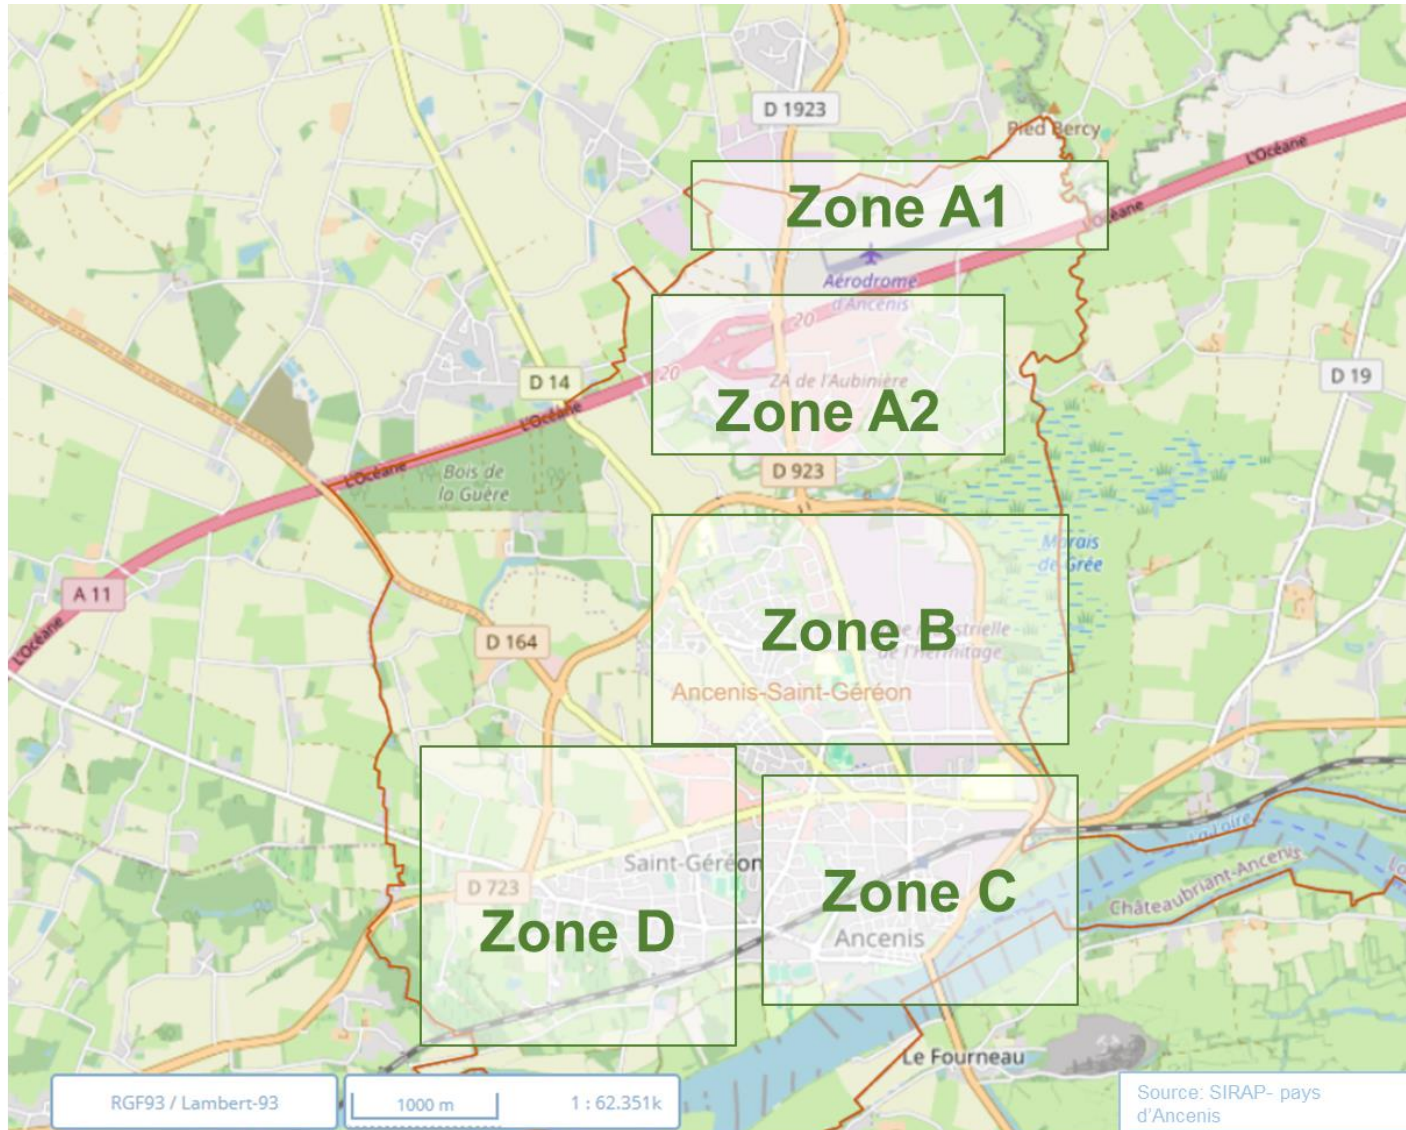 D 1923
Pied Bercy
L'Océane
Zone A1
L'Océane
Aérodrome
d'Ancenis
20
20
D 14
ZA de l'Aubinière
D 19
Zone A2
L'Océane
Bois de
la Guère
L'Océane
D 923
Marais
de Grée
A 11
Zone B
D 164
L'Océane
de l'Hermitage
Ancenis-Saint-Géréon
La Loire
Saint-Géréon
D 723
Zone C
Châteaubriant-Ancenis
Zone D
Ancenis
Le Fourneau
RGF93 / Lambert-93
1000 m
1 : 62.351k
Source: SIRAP- pays
d'Ancenis